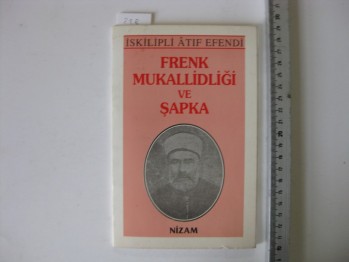 İSKİLİPLİ ÂTIF EFENDİ
FRENK
MUKALLİDLİĞİ
VE
ŞAPKA
NİZAM